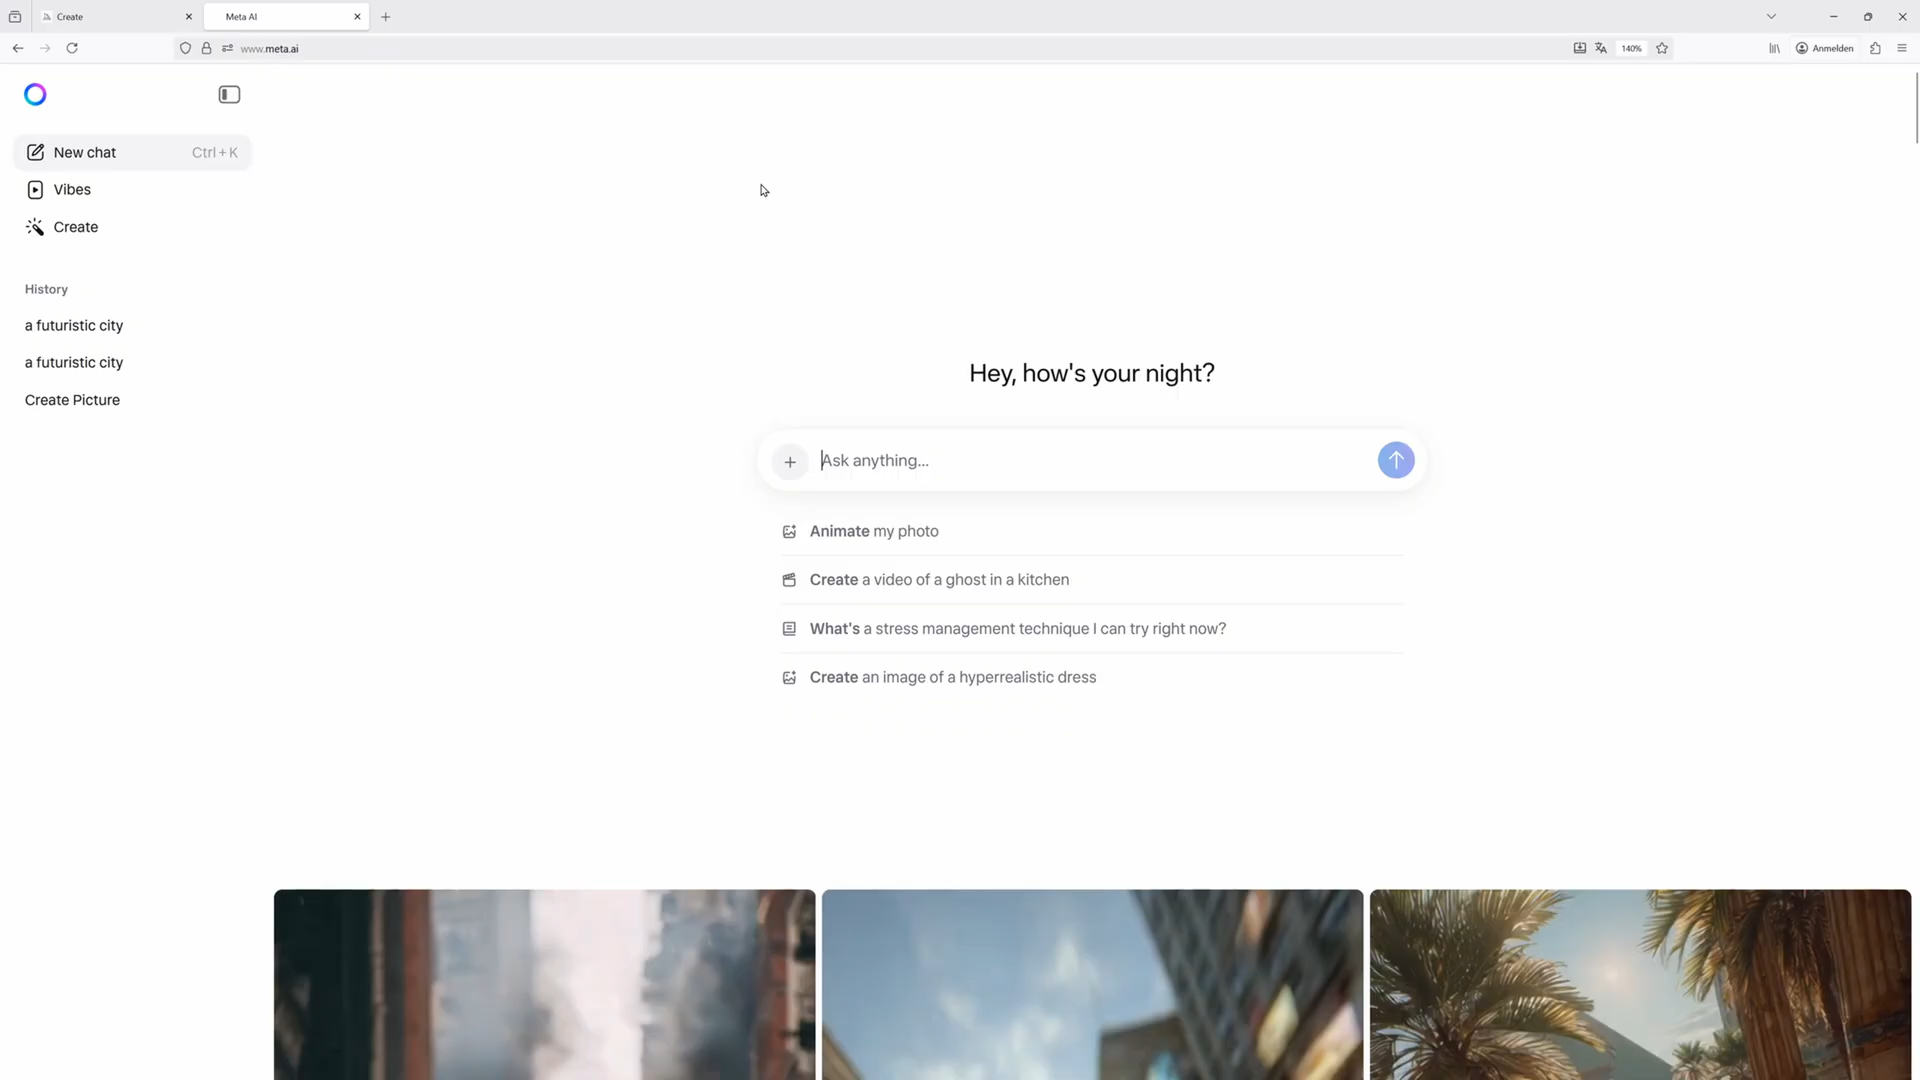 Create
Meta AI
www.meta.ai
140%
Anmelden
New chat Ctrl+K
Vibes
Create
History
a futuristic city
a futuristic city
Create Picture
Hey, how's your night?
Ask anything...
Animate my photo
Create a video of a ghost in a kitchen
What's a stress management technique I can try right now?
Create an image of a hyperrealistic dress